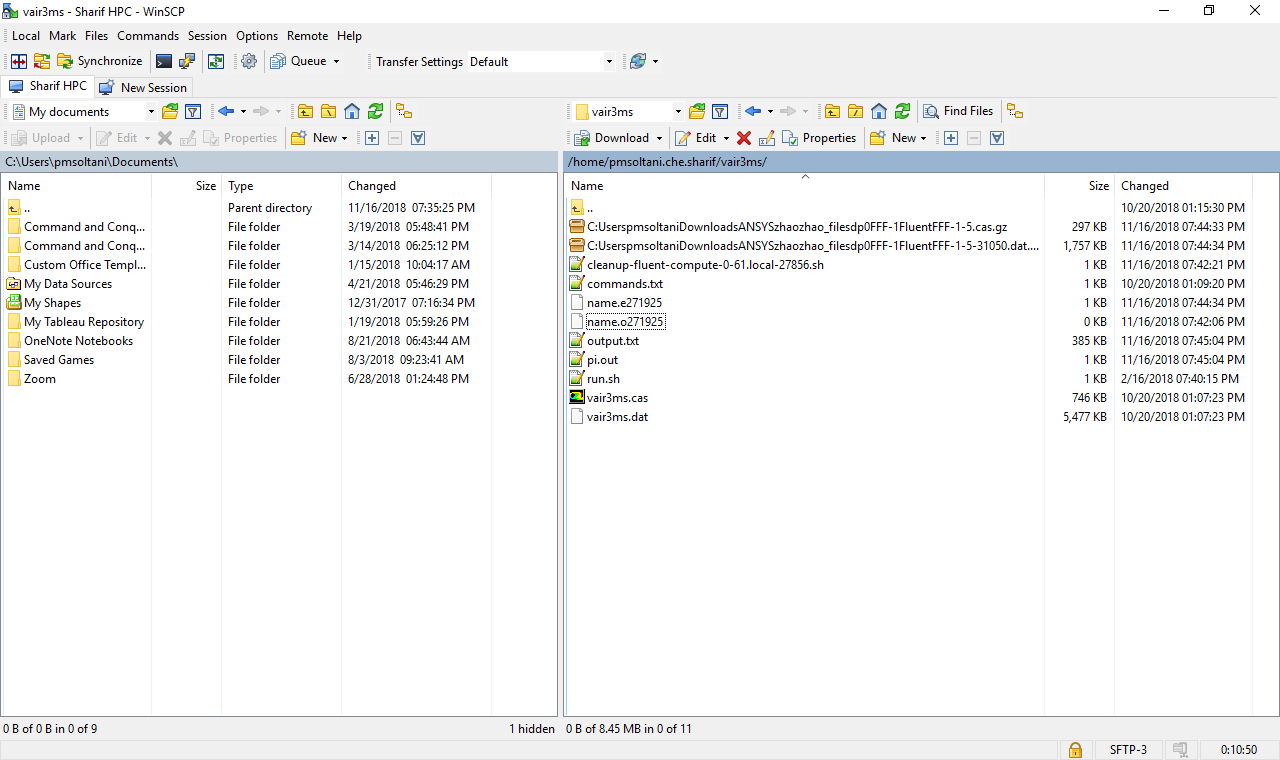 vair3ms - Sharif HPC - WinSCP
Local Mark Files Commands Session Options Remote Help
Synchronize Queue Transfer Settings Default
Sharif HPC New Session
My documents vair3ms Find Files
Upload Edit Properties New Download Edit Properties New
C:\Users\pmsoltani\Documents\ /home/pmsoltani.che.sharif/vair3ms/
Name Size Type Changed
.. Parent directory 11/16/2018 07:35:25 PM
Command and Conq... File folder 3/19/2018 05:48:41 PM
Command and Conq... File folder 3/14/2018 06:25:12 PM
Custom Office Templ... File folder 1/15/2018 10:04:17 AM
My Data Sources File folder 4/21/2018 05:46:29 PM
My Shapes File folder 12/31/2017 07:16:34 PM
My Tableau Repository File folder 1/19/2018 05:59:26 PM
OneNote Notebooks File folder 8/21/2018 06:43:44 AM
Saved Games File folder 8/3/2018 09:23:41 AM
Zoom File folder 6/28/2018 01:24:48 PM
Name Size Changed
.. 10/20/2018 01:15:30 PM
C:UserspmsoltaniDownloadsANSYSzhaozhao_filesdp0FFF-1FluentFFF-1-5.cas.gz 297 KB 11/16/2018 07:44:33 PM
C:UserspmsoltaniDownloadsANSYSzhaozhao_filesdp0FFF-1FluentFFF-1-5-31050.dat.... 1,757 KB 11/16/2018 07:44:34 PM
cleanup-fluent-compute-0-61.local-27856.sh 1 KB 11/16/2018 07:42:21 PM
commands.txt 1 KB 10/20/2018 01:09:20 PM
name.e271925 1 KB 11/16/2018 07:44:34 PM
name.o271925 0 KB 11/16/2018 07:42:06 PM
output.txt 385 KB 11/16/2018 07:45:04 PM
pi.out 1 KB 11/16/2018 07:45:04 PM
run.sh 1 KB 2/16/2018 07:40:15 PM
vair3ms.cas 746 KB 10/20/2018 01:07:23 PM
vair3ms.dat 5,477 KB 10/20/2018 01:07:23 PM
0 B of 0 B in 0 of 9 1 hidden 0 B of 8.45 MB in 0 of 11
SFTP-3 0:10:50